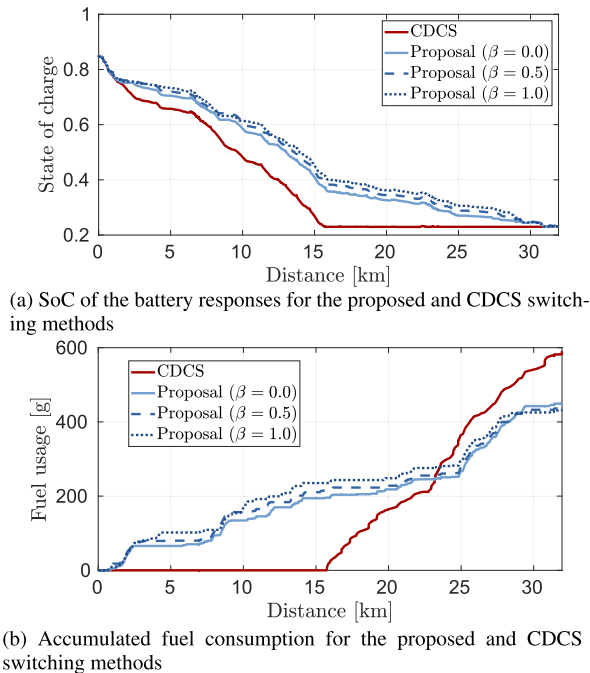 1
0.8
0.6
0.4
0.2
State of charge
CDCS
Proposal (β = 0.0)
Proposal (β = 0.5)
Proposal (β = 1.0)
0 5 10 15 20 25 30
Distance [km]
(a) SoC of the battery responses for the proposed and CDCS switch-
ing methods
600
400
200
0
Fuel usage [g]
CDCS
Proposal (β = 0.0)
Proposal (β = 0.5)
Proposal (β = 1.0)
0 5 10 15 20 25 30
Distance [km]
(b) Accumulated fuel consumption for the proposed and CDCS
switching methods